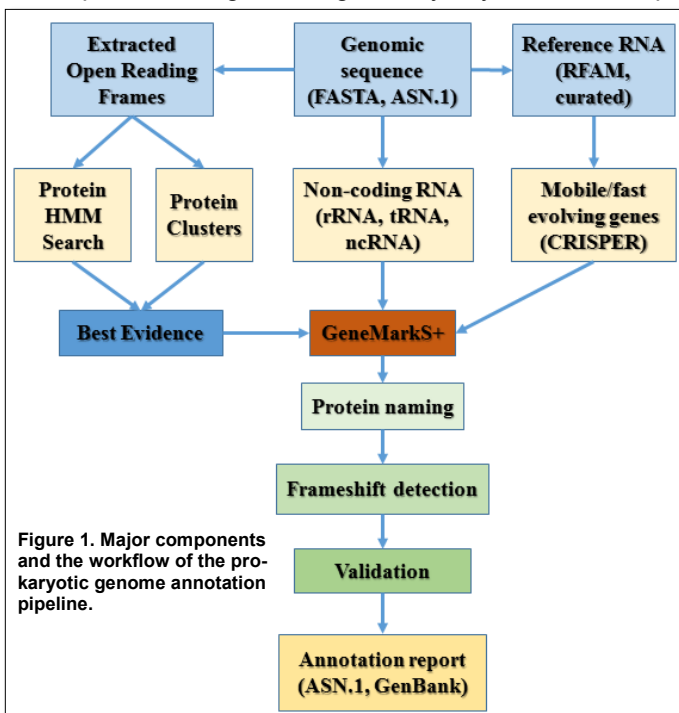 Extracted
Open Reading
Frames
Genomic
sequence
(FASTA, ASN.1)
Reference RNA
(RFAM,
curated)
Protein
HMM
Search
Protein
Clusters
Non-coding RNA
(rRNA, tRNA,
ncRNA)
Mobile/fast
evolving genes
(CRISPER)
Best Evidence
GeneMarkS+
Protein naming
Frameshift detection
Validation
Annotation report
(ASN.1, GenBank)
Figure 1. Major components
and the workflow of the pro-
karyotic genome annotation
pipeline.